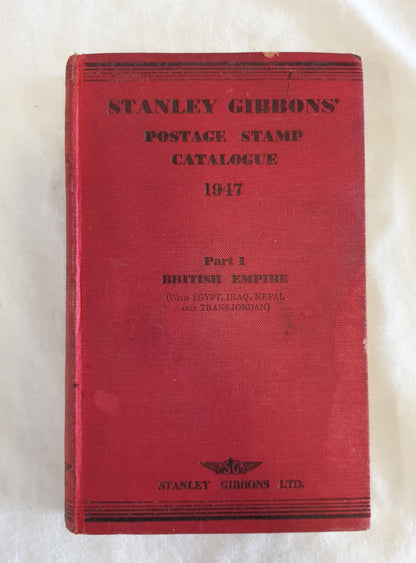 STANLEY GIBBONS'
POSTAGE STAMP
CATALOGUE
1947
Part I
BRITISH EMPIRE
(WITH EGYPT, IRAQ, NEPAL
AND TRANSJORDAN)
SG
STANLEY GIBBONS LTD.